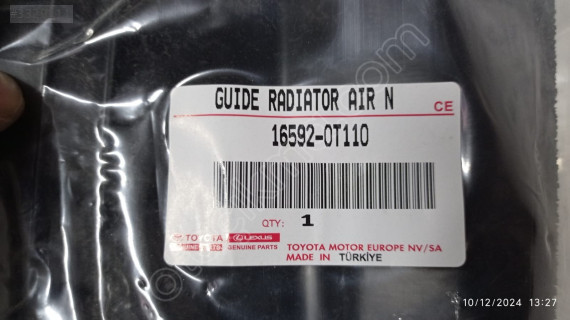 GUIDE RADIATOR AIR N
CE
16592-0T110
QTY: 1
TOYOTA
LEXUS
GENUINE PARTS
TOYOTA MOTOR EUROPE NV/SA
MADE IN TÜRKİYE
10/12/2024 13:27